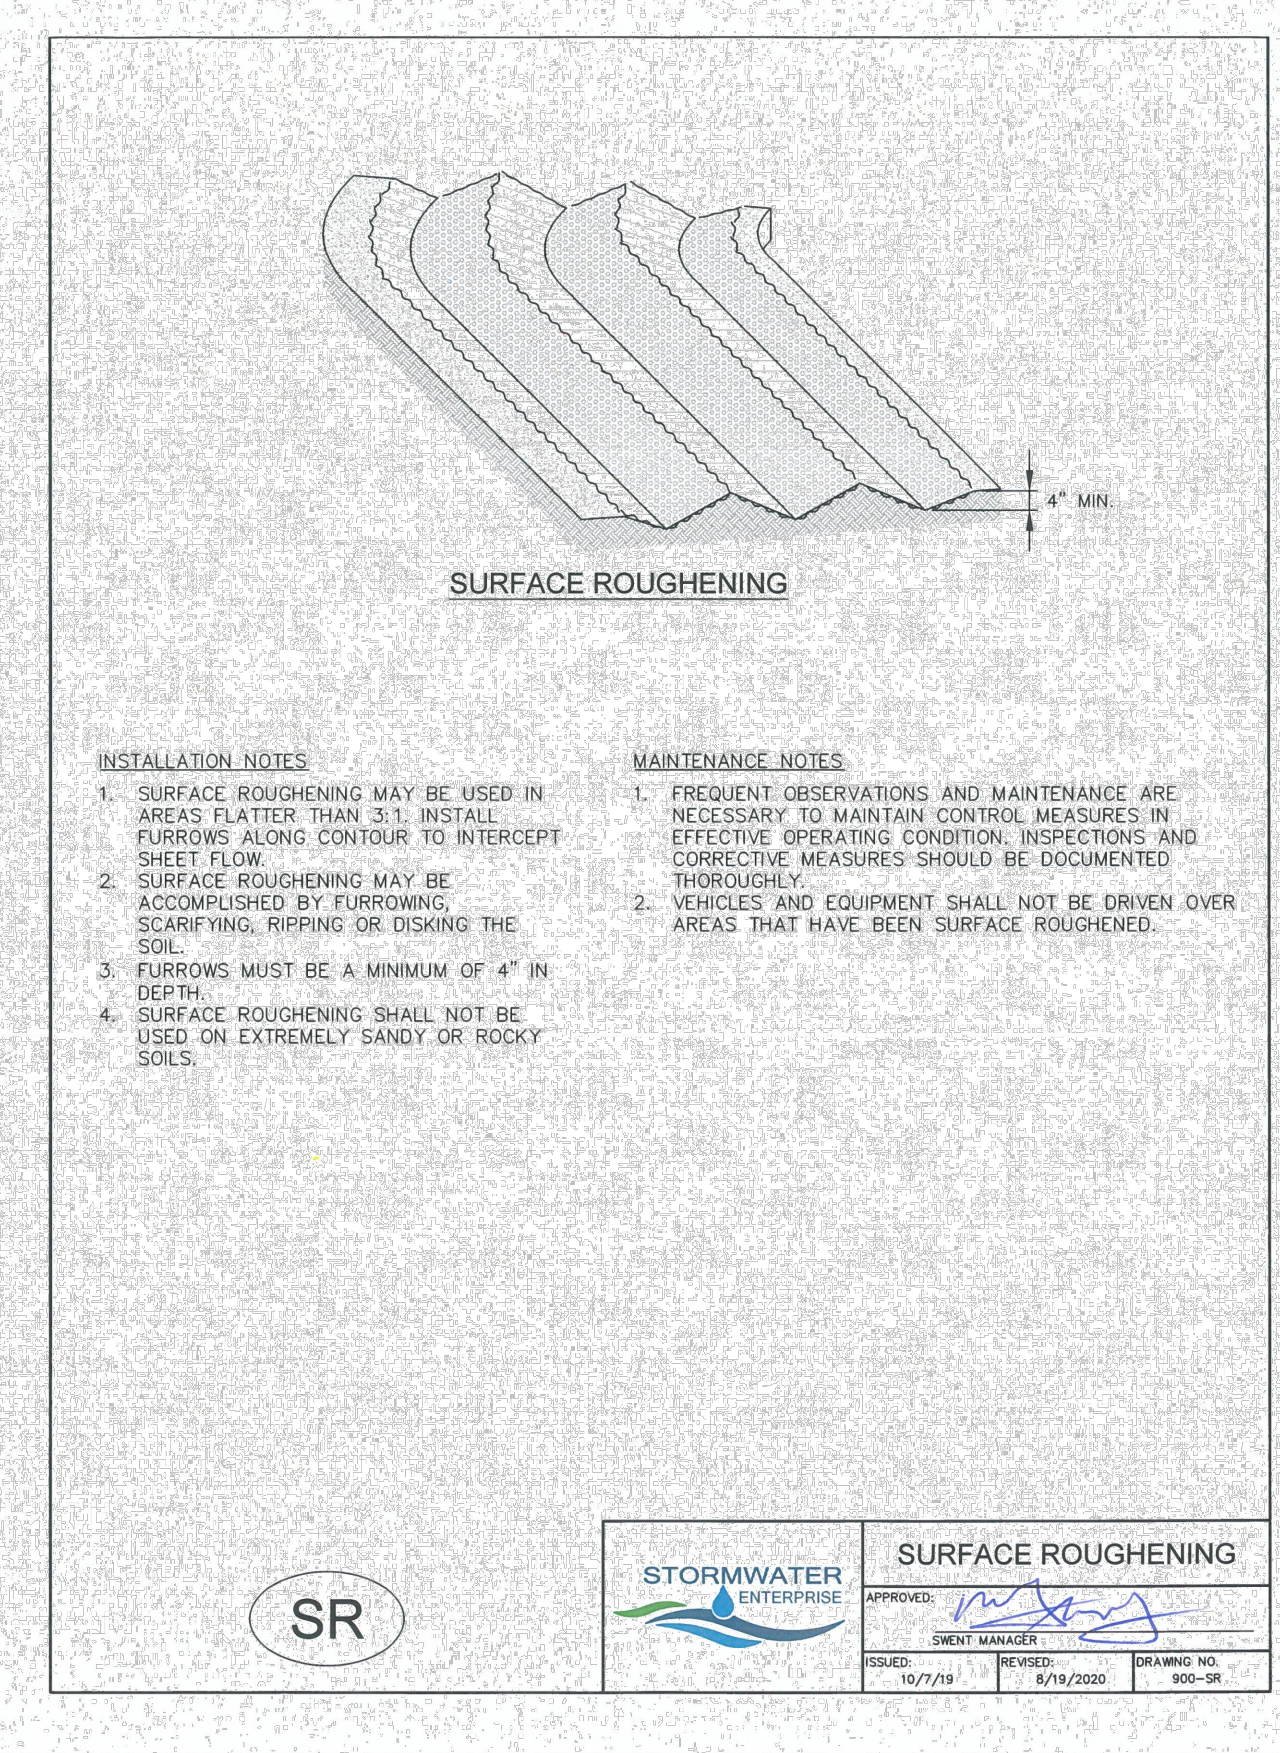 4" MIN.
SURFACE ROUGHENING
INSTALLATION NOTES
1. SURFACE ROUGHENING MAY BE USED IN
AREAS FLATTER THAN 3:1. INSTALL
FURROWS ALONG CONTOUR TO INTERCEPT
SHEET FLOW.
2. SURFACE ROUGHENING MAY BE
ACCOMPLISHED BY FURROWING,
SCARIFYING, RIPPING OR DISKING THE
SOIL.
3. FURROWS MUST BE A MINIMUM OF 4" IN
DEPTH.
4. SURFACE ROUGHENING SHALL NOT BE
USED ON EXTREMELY SANDY OR ROCKY
SOILS.
MAINTENANCE NOTES
1. FREQUENT OBSERVATIONS AND MAINTENANCE ARE
NECESSARY TO MAINTAIN CONTROL MEASURES IN
EFFECTIVE OPERATING CONDITION. INSPECTIONS AND
CORRECTIVE MEASURES SHOULD BE DOCUMENTED
THOROUGHLY.
2. VEHICLES AND EQUIPMENT SHALL NOT BE DRIVEN OVER
AREAS THAT HAVE BEEN SURFACE ROUGHENED.
SR
STORMWATER
ENTERPRISE
SURFACE ROUGHENING
APPROVED:
SWENT MANAGER
ISSUED:
10/7/19
REVISED:
8/19/2020
DRAWING NO.
900-SR